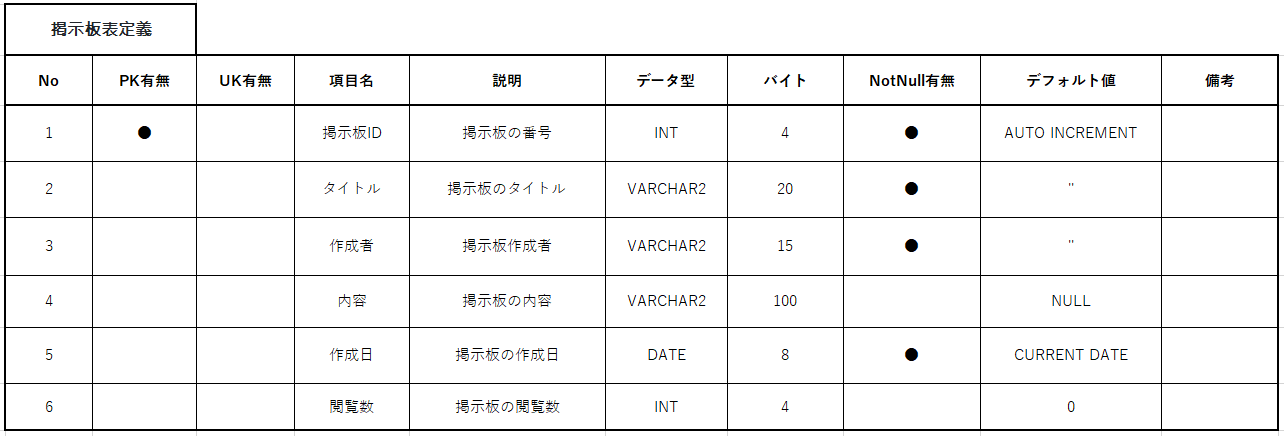 掲示板表定義
No PK有無 UK有無 項目名 説明 データ型 バイト NotNull有無 デフォルト値 備考
1 ● 掲示板ID 掲示板の番号 INT 4 ● AUTO INCREMENT
2 タイトル 掲示板のタイトル VARCHAR2 20 ● ''
3 作成者 掲示板作成者 VARCHAR2 15 ● ''
4 内容 掲示板の内容 VARCHAR2 100 NULL
5 作成日 掲示板の作成日 DATE 8 ● CURRENT DATE
6 閲覧数 掲示板の閲覧数 INT 4 0